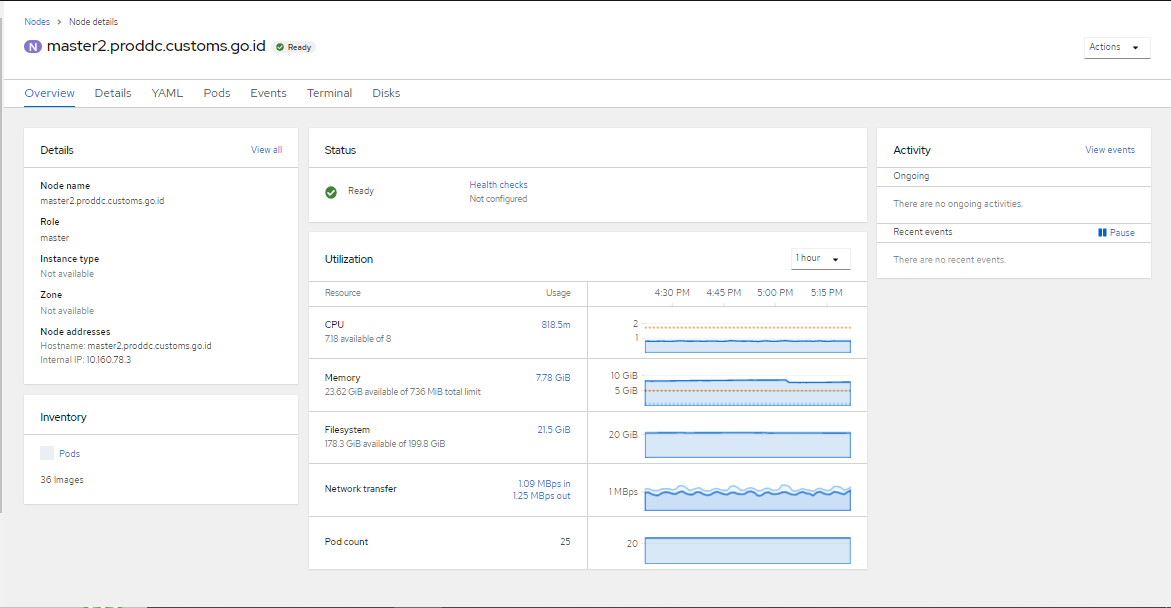 Nodes > Node details
N master2.proddc.customs.go.id Ready
Actions
Overview Details YAML Pods Events Terminal Disks
Details View all
Node name
master2.proddc.customs.go.id
Role
master
Instance type
Not available
Zone
Not available
Node addresses
Hostname: master2.proddc.customs.go.id
Internal IP: 10.160.78.3
Inventory
Pods
36 Images
Status
Ready
Health checks
Not configured
Utilization 1 hour
Resource Usage 4:30 PM 4:45 PM 5:00 PM 5:15 PM
CPU 818.5m
7.18 available of 8
2
1
Memory 7.78 GiB
23.62 GiB available of 736 MiB total limit
10 GiB
5 GiB
Filesystem 21.5 GiB
178.3 GiB available of 199.8 GiB
20 GiB
Network transfer
1.09 MBps in
1.25 MBps out
1 MBps
Pod count 25
20
Activity View events
Ongoing
There are no ongoing activities.
Recent events Pause
There are no recent events.